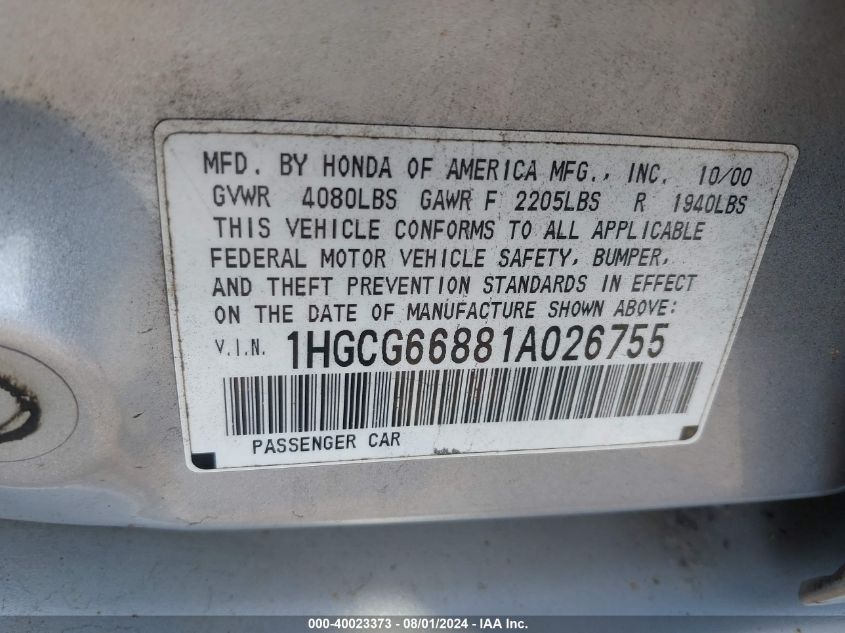 MFD. BY HONDA OF AMERICA MFG., INC. 10/00
GVWR 4080LBS GAWR F 2205LBS R 1940LBS
THIS VEHICLE CONFORMS TO ALL APPLICABLE
FEDERAL MOTOR VEHICLE SAFETY, BUMPER,
AND THEFT PREVENTION STANDARDS IN EFFECT
ON THE DATE OF MANUFACTURE SHOWN ABOVE:
V.I.N. 1HGCG66881A026755
PASSENGER CAR
000-40023373 - 08/01/2024 - IAA Inc.